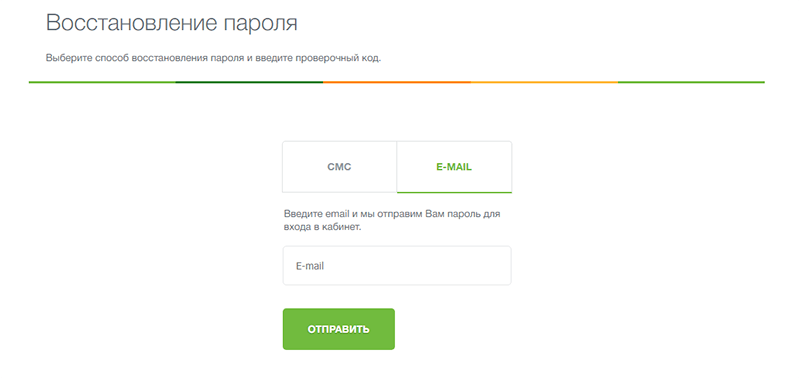 Восстановление пароля
Выберите способ восстановления пароля и введите проверочный код.
СМС
E-MAIL
Введите email и мы отправим Вам пароль для
входа в кабинет.
E-mail
ОТПРАВИТЬ